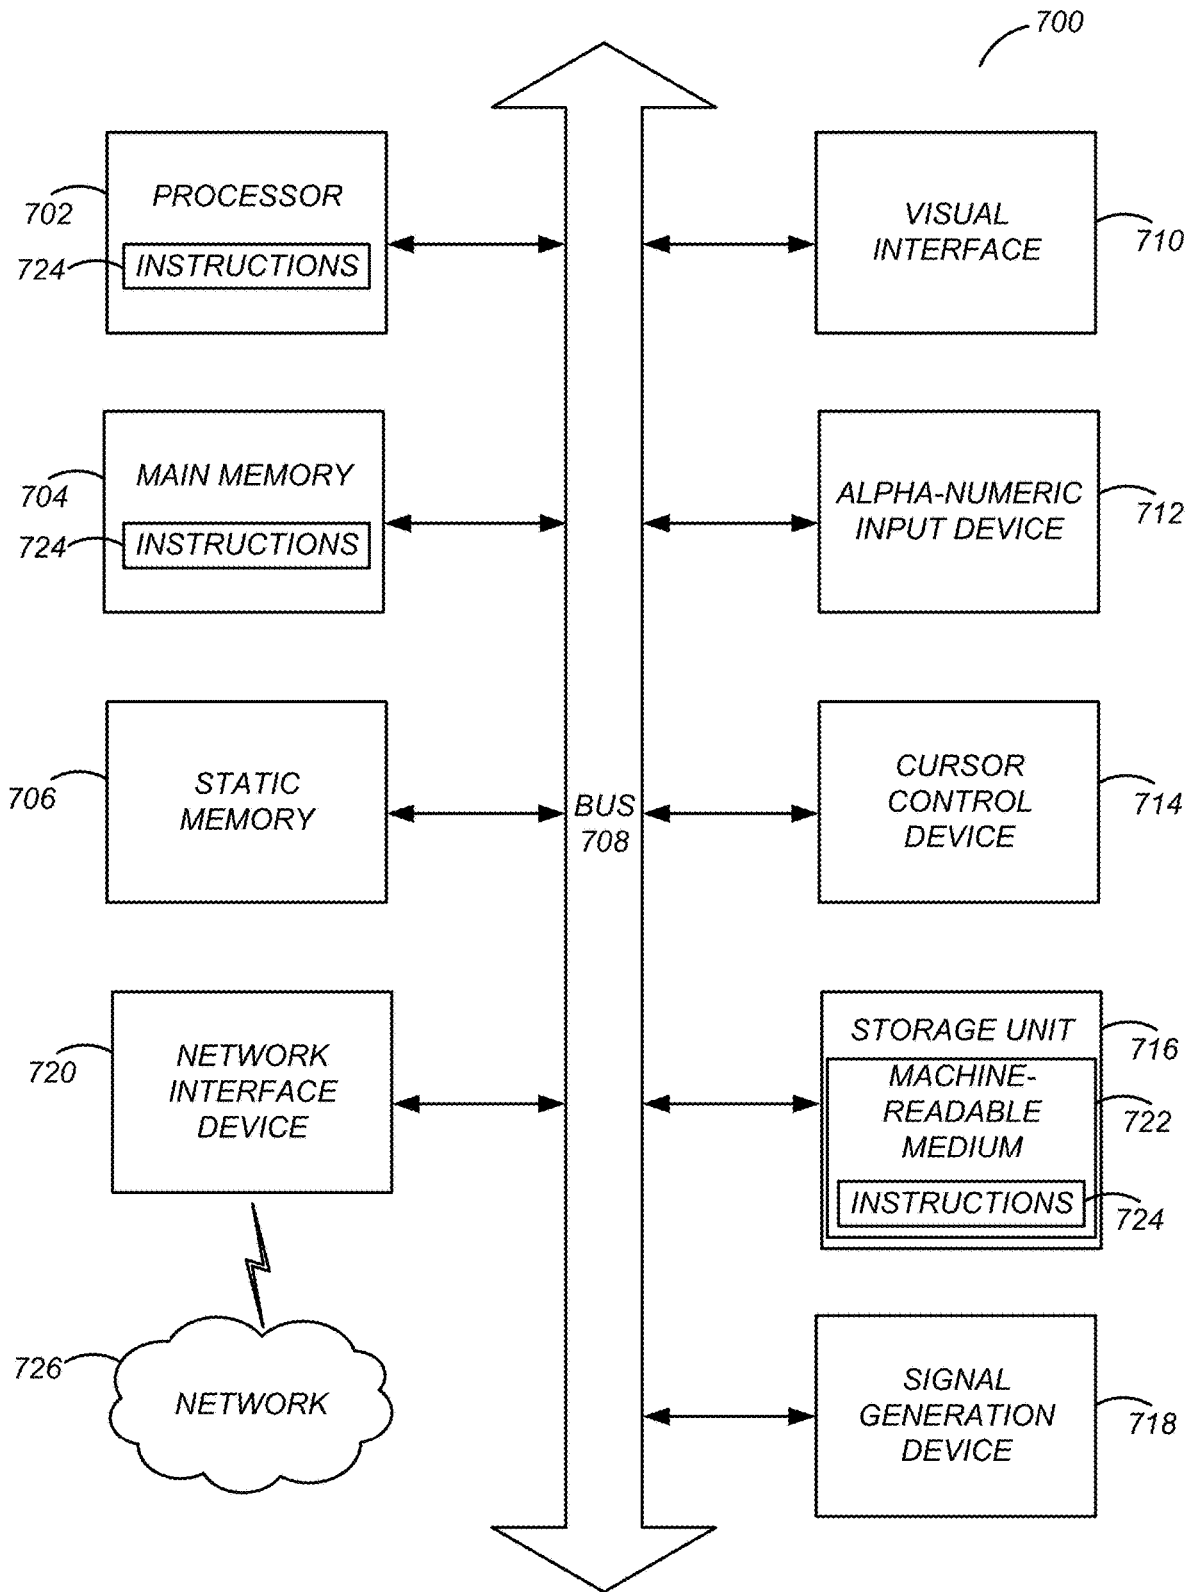 700
PROCESSOR
702
724
INSTRUCTIONS
VISUAL
INTERFACE
710
MAIN MEMORY
704
724
INSTRUCTIONS
ALPHA-NUMERIC
INPUT DEVICE
712
STATIC
MEMORY
706
BUS
708
CURSOR
CONTROL
DEVICE
714
NETWORK
INTERFACE
DEVICE
720
STORAGE UNIT
716
MACHINE-
READABLE
MEDIUM
722
INSTRUCTIONS
724
726
NETWORK
SIGNAL
GENERATION
DEVICE
718